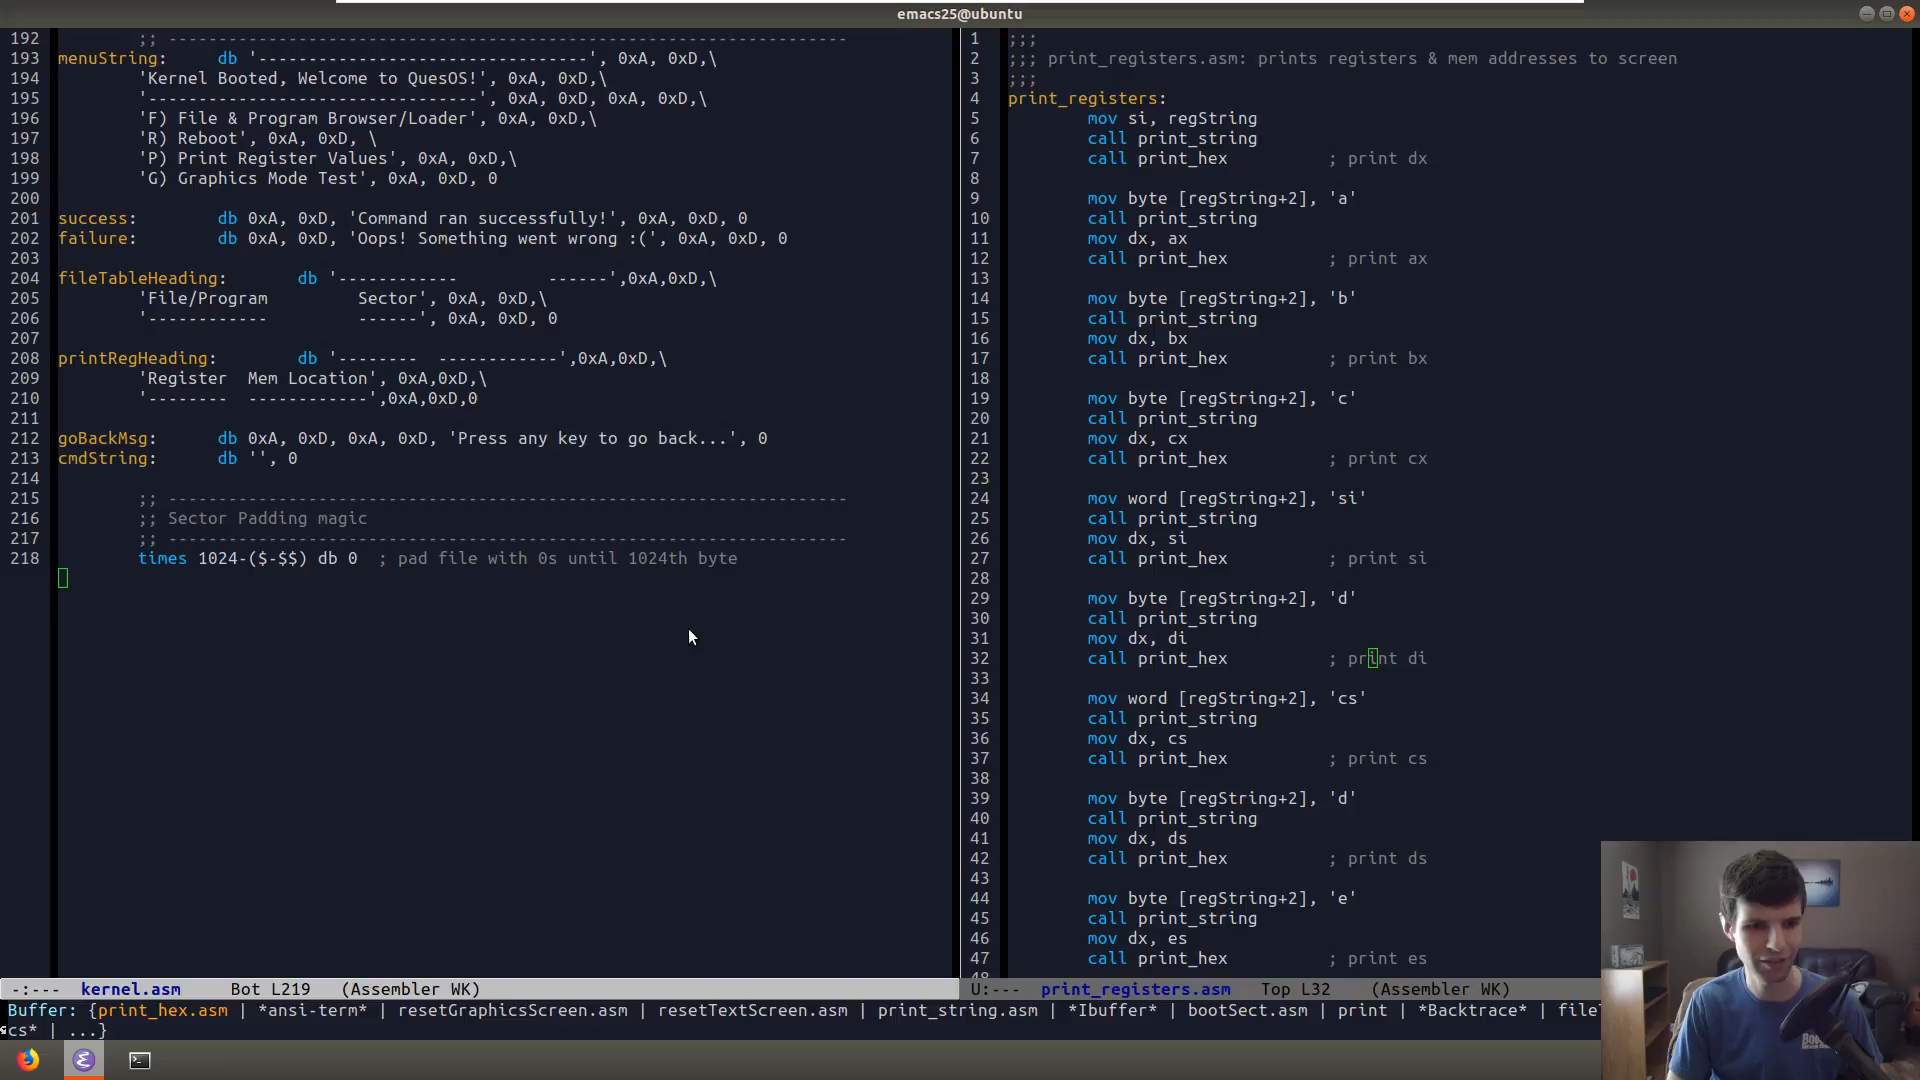 emacs25@ubuntu
192 ;; --------------------------------------------------------------------
193 menuString: db '---------------------------------', 0xA, 0xD,\
194 'Kernel Booted, Welcome to QuesOS!', 0xA, 0xD,\
195 '---------------------------------', 0xA, 0xD, 0xA, 0xD,\
196 'F) File & Program Browser/Loader', 0xA, 0xD,\
197 'R) Reboot', 0xA, 0xD, \
198 'P) Print Register Values', 0xA, 0xD,\
199 'G) Graphics Mode Test', 0xA, 0xD, 0
200
201 success: db 0xA, 0xD, 'Command ran successfully!', 0xA, 0xD, 0
202 failure: db 0xA, 0xD, 'Oops! Something went wrong :(', 0xA, 0xD, 0
203
204 fileTableHeading: db '------------         ------',0xA,0xD,\
205 'File/Program         Sector', 0xA, 0xD,\
206 '------------         ------', 0xA, 0xD, 0
207
208 printRegHeading: db '--------  ------------',0xA,0xD,\
209 'Register  Mem Location', 0xA,0xD,\
210 '--------  ------------',0xA,0xD,0
211
212 goBackMsg: db 0xA, 0xD, 0xA, 0xD, 'Press any key to go back...', 0
213 cmdString: db '', 0
214
215 ;; --------------------------------------------------------------------
216 ;; Sector Padding magic
217 ;; --------------------------------------------------------------------
218 times 1024-($-$$) db 0 ; pad file with 0s until 1024th byte
-:--- kernel.asm Bot L219 (Assembler WK)
1 ;;;
2 ;;; print_registers.asm: prints registers & mem addresses to screen
3 ;;;
4 print_registers:
5 mov si, regString
6 call print_string
7 call print_hex ; print dx
8
9 mov byte [regString+2], 'a'
10 call print_string
11 mov dx, ax
12 call print_hex ; print ax
13
14 mov byte [regString+2], 'b'
15 call print_string
16 mov dx, bx
17 call print_hex ; print bx
18
19 mov byte [regString+2], 'c'
20 call print_string
21 mov dx, cx
22 call print_hex ; print cx
23
24 mov word [regString+2], 'si'
25 call print_string
26 mov dx, si
27 call print_hex ; print si
28
29 mov byte [regString+2], 'd'
30 call print_string
31 mov dx, di
32 call print_hex ; print di
33
34 mov word [regString+2], 'cs'
35 call print_string
36 mov dx, cs
37 call print_hex ; print cs
38
39 mov byte [regString+2], 'd'
40 call print_string
41 mov dx, ds
42 call print_hex ; print ds
43
44 mov byte [regString+2], 'e'
45 call print_string
46 mov dx, es
47 call print_hex ; print es
48
U:--- print_registers.asm Top L32 (Assembler WK)
Buffer: {print_hex.asm | *ansi-term* | resetGraphicsScreen.asm | resetTextScreen.asm | print_string.asm | *Ibuffer* | bootSect.asm | print | *Backtrace* | file
cs* | ...}